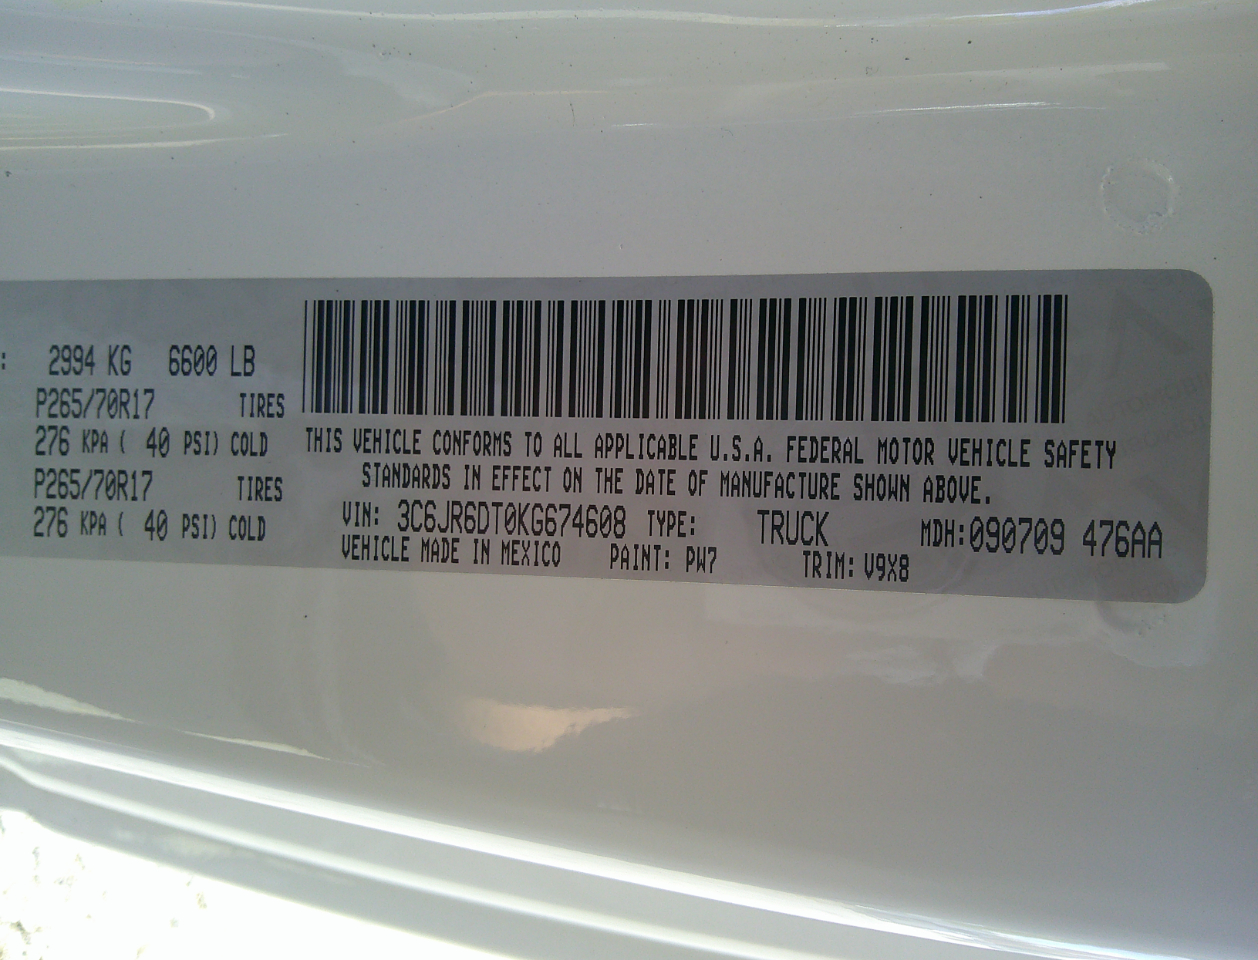 : 2994 KG 6600 LB
P265/70R17 TIRES
276 KPA ( 40 PSI) COLD
P265/70R17 TIRES
276 KPA ( 40 PSI) COLD
THIS VEHICLE CONFORMS TO ALL APPLICABLE U.S.A. FEDERAL MOTOR VEHICLE SAFETY
STANDARDS IN EFFECT ON THE DATE OF MANUFACTURE SHOWN ABOVE.
VIN: 3C6JR6DT0KG674608 TYPE: TRUCK MDH:090709 476AA
VEHICLE MADE IN MEXICO PAINT: PW7 TRIM: V9X8